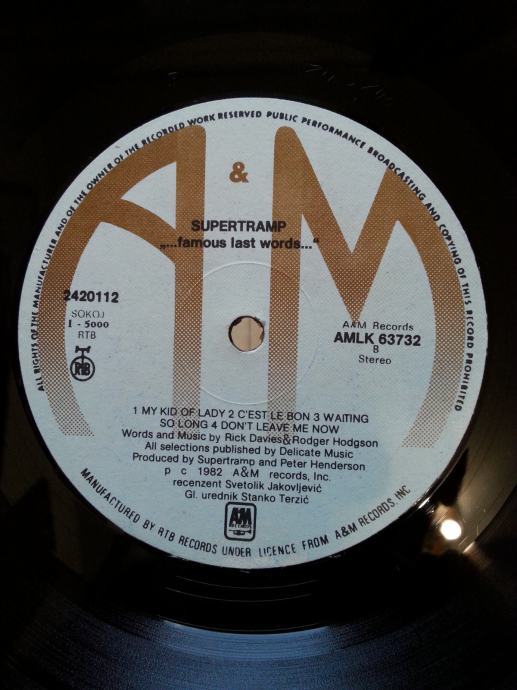 ALL RIGHTS OF THE MANUFACTURER AND OF THE OWNER OF THE RECORDED WORK RESERVED PUBLIC PERFORMANCE BROADCASTING AND COPYING OF THIS RECORD PROHIBITED
A & M
SUPERTRAMP
„...famous last words..."
2420112
SOKOJ
1 - 5000
RTB
RTB
A&M Records
AMLK 63732
B
Stereo
1 MY KID OF LADY 2 C'EST LE BON 3 WAITING
SO LONG 4 DON'T LEAVE ME NOW
Words and Music by Rick Davies&Rodger Hodgson
All selections published by Delicate Music
Produced by Supertramp and Peter Henderson
p c 1982 A&M records, Inc.
recenzent Svetolik Jakovljević
Gl. urednik Stanko Terzić
A&M
MANUFACTURED BY RTB RECORDS UNDER LICENCE FROM A&M RECORDS, INC